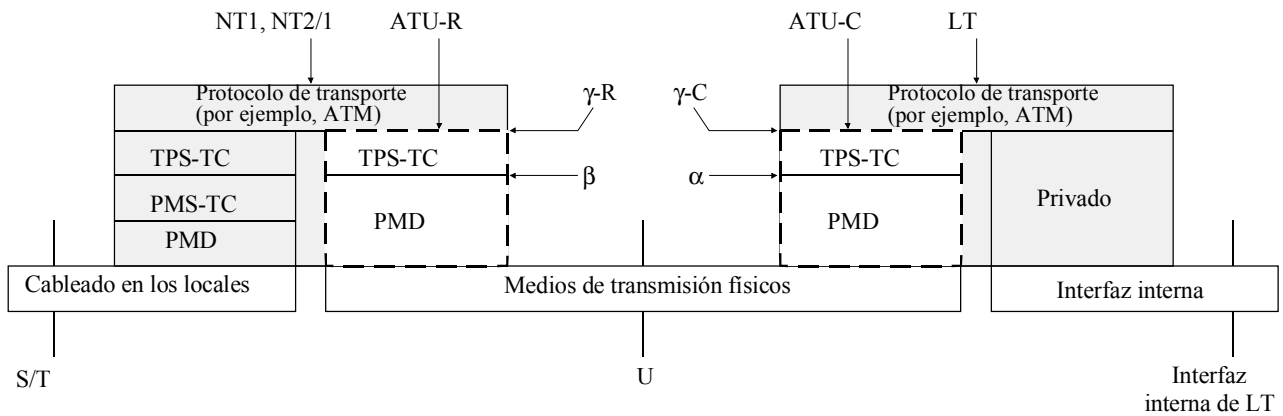 NT1, NT2/1
ATU-R
ATU-C
LT
Protocolo de transporte
(por ejemplo, ATM)
γ-R
γ-C
Protocolo de transporte
(por ejemplo, ATM)
TPS-TC
TPS-TC
TPS-TC
β
α
PMS-TC
PMD
PMD
PMD
Privado
Cableado en los locales
Medios de transmisión físicos
Interfaz interna
S/T
U
Interfaz
interna de LT